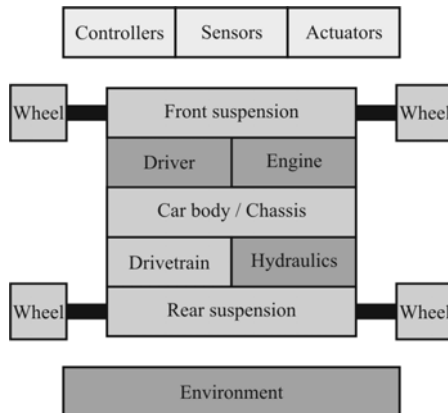 Controllers Sensors Actuators
Wheel Front suspension Wheel
Driver Engine
Car body / Chassis
Drivetrain Hydraulics
Wheel Rear suspension Wheel
Environment